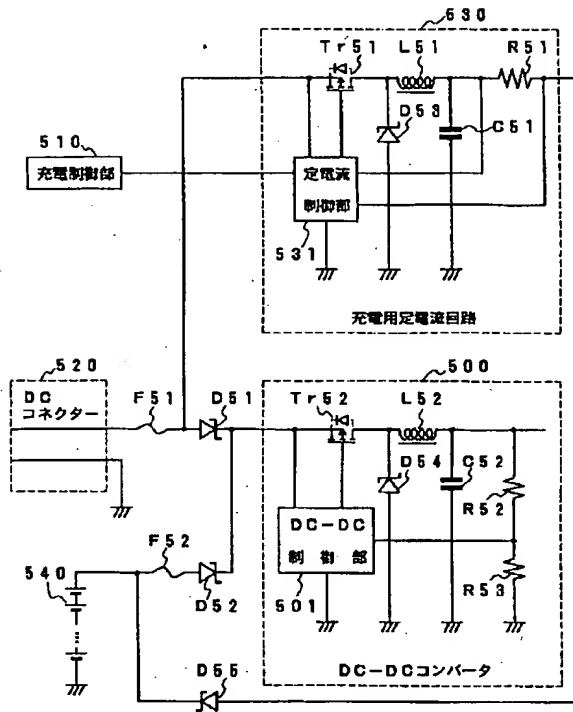 530
Tr51
L51
R51
D53
C51
510
充電制御部
定電流
制御部
531
充電用定電流回路
520
DC
コネクター
F51
D51
500
Tr52
L52
D54
C52
R52
DC-DC
制御部
501
R53
F52
540
D52
D55
DC-DCコンバータ